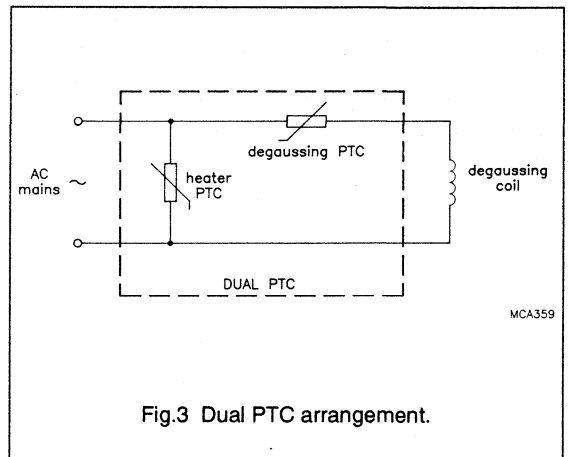 degaussing PTC
AC
mains ~
heater
PTC
degaussing
coil
DUAL PTC
MCA359
Fig.3 Dual PTC arrangement.